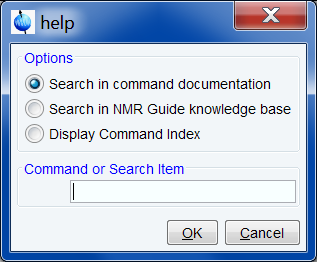 help
Options
Search in command documentation
Search in NMR Guide knowledge base
Display Command Index
Command or Search Item
OK Cancel